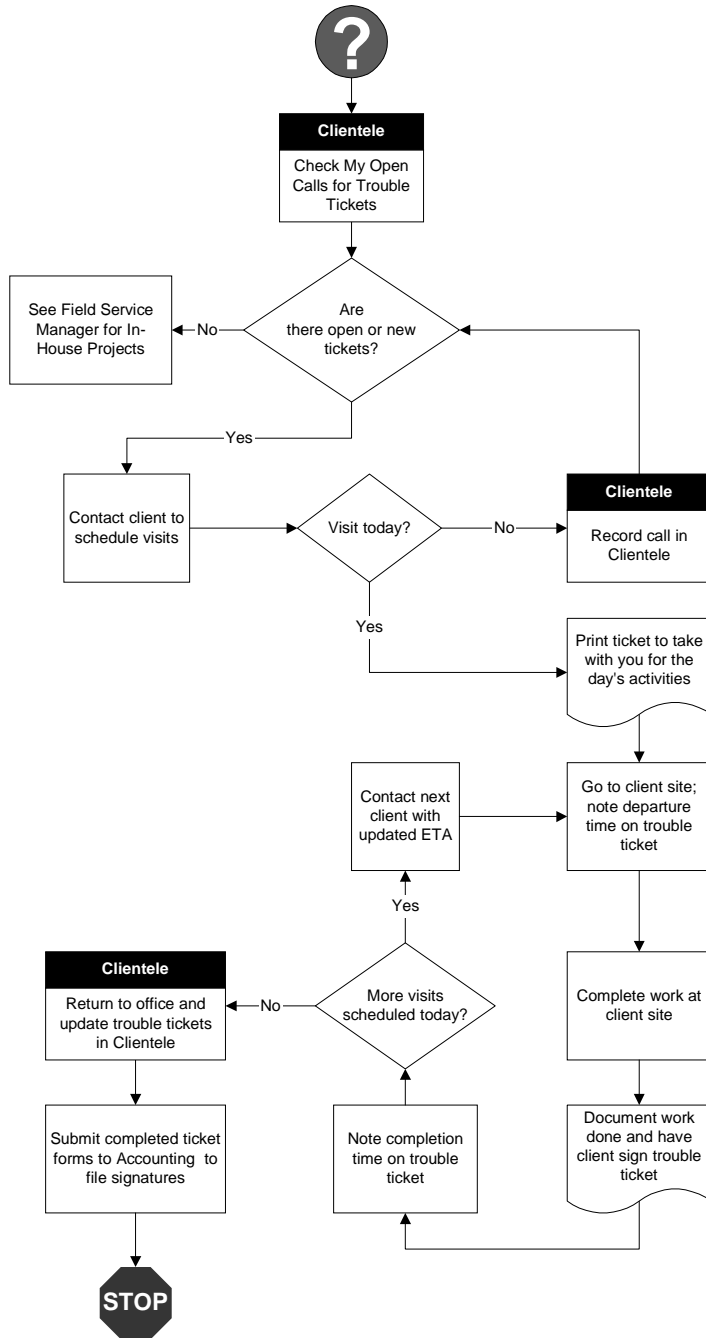 ?
Clientele
Check My Open
Calls for Trouble
Tickets
Are
there open or new
tickets?
No
See Field Service
Manager for In-
House Projects
Yes
Contact client to
schedule visits
Visit today?
No
Clientele
Record call in
Clientele
Yes
Print ticket to take
with you for the
day's activities
Go to client site;
note departure
time on trouble
ticket
Contact next
client with
updated ETA
Yes
Complete work at
client site
More visits
scheduled today?
No
Clientele
Return to office and
update trouble tickets
in Clientele
Document work
done and have
client sign trouble
ticket
Note completion
time on trouble
ticket
Submit completed ticket
forms to Accounting to
file signatures
STOP